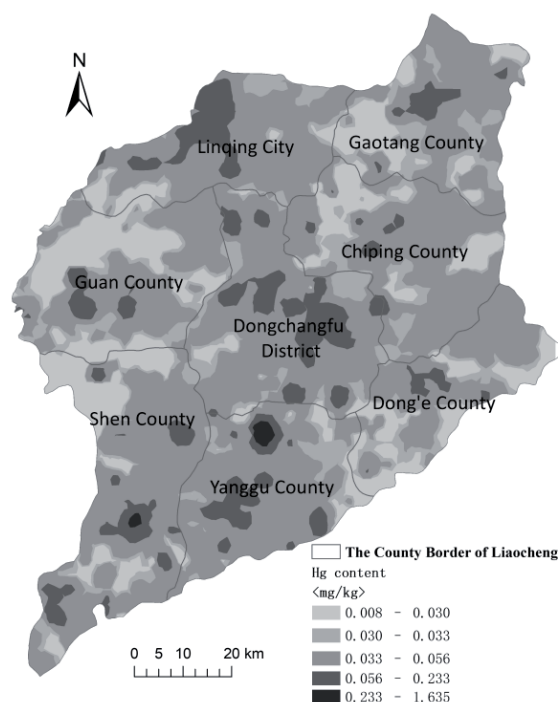 N
Linqing City
Gaotang County
Chiping County
Guan County
Dongchangfu
District
Dong'e County
Shen County
Yanggu County
The County Border of Liaocheng
Hg content
<mg/kg>
0.008 - 0.030
0.030 - 0.033
0.033 - 0.056
0.056 - 0.233
0.233 - 1.635
0 5 10 20 km